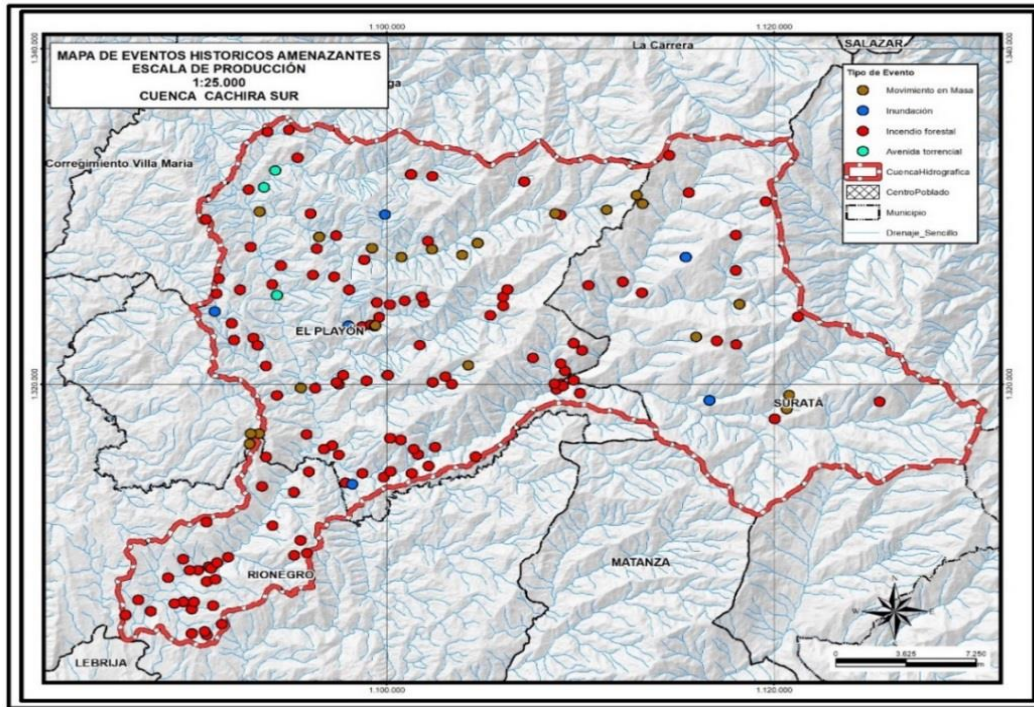 1.100.000
1.120.000
MAPA DE EVENTOS HISTORICOS AMENAZANTES
ESCALA DE PRODUCCIÓN
1:25.000
CUENCA CACHIRA SUR
La Carrera
SALAZAR
1.340.000
1.340.000
Tipo de Evento
Movimiento en Masa
Inundación
Incendio forestal
Avenida torrencial
CuencaHidrografica
CentroPoblado
Municipio
Drenaje_Sencillo
Corregimiento Villa Maria
EL PLAYÓN
1.320.000
1.320.000
SURATÁ
MATANZA
RIONEGRO
LEBRIJA
N
W
E
S
0 3.625 7.250
1.100.000
1.120.000